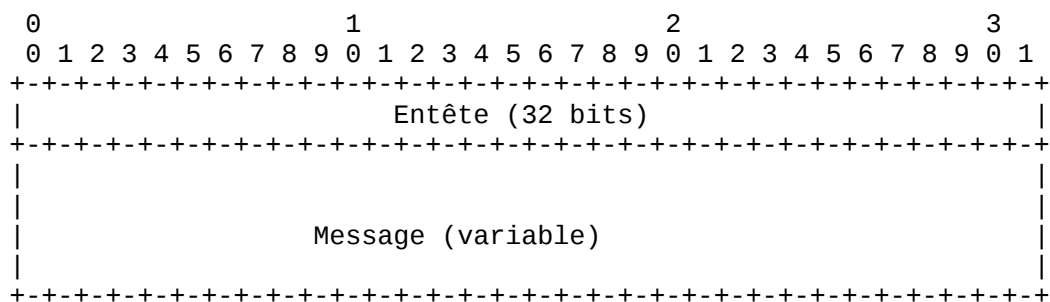 0                   1                   2                   3
 0 1 2 3 4 5 6 7 8 9 0 1 2 3 4 5 6 7 8 9 0 1 2 3 4 5 6 7 8 9 0 1
+-+-+-+-+-+-+-+-+-+-+-+-+-+-+-+-+-+-+-+-+-+-+-+-+-+-+-+-+-+-+-+-+
|                       Entête (32 bits)                        |
+-+-+-+-+-+-+-+-+-+-+-+-+-+-+-+-+-+-+-+-+-+-+-+-+-+-+-+-+-+-+-+-+
|                                                               |
|                                                               |
|                  Message (variable)                           |
|                                                               |
+-+-+-+-+-+-+-+-+-+-+-+-+-+-+-+-+-+-+-+-+-+-+-+-+-+-+-+-+-+-+-+-+